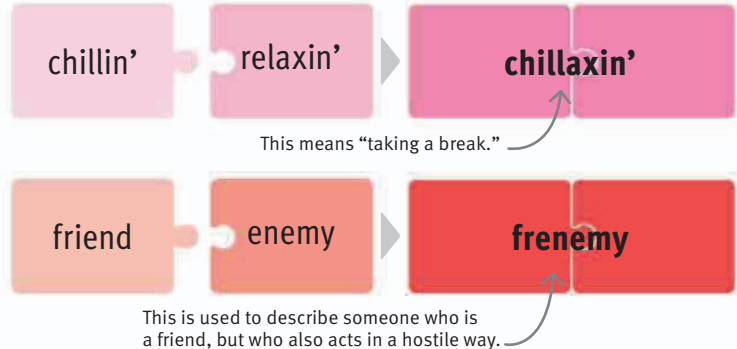 chillin’ relaxin’ chillaxin’
This means “taking a break.”
friend enemy frenemy
This is used to describe someone who is
a friend, but who also acts in a hostile way.